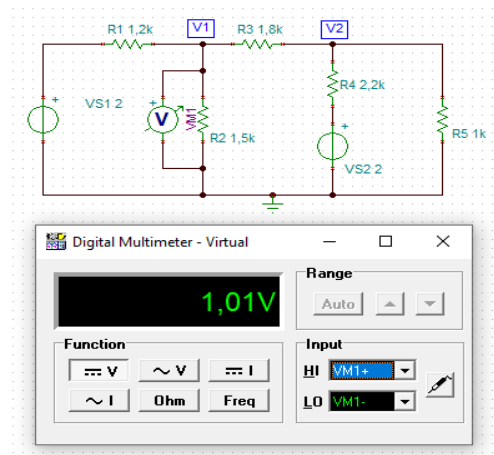 R1 1,2k
V1
R3 1,8k
V2
R4 2,2k
VS1 2
+
+
V
VM1
R2 1,5k
+
R5 1k
VS2 2
Digital Multimeter - Virtual
1,01V
Range
Auto
Function
V
~ V
I
~ I
Ohm
Freq
Input
HI VM1+
LO VM1-